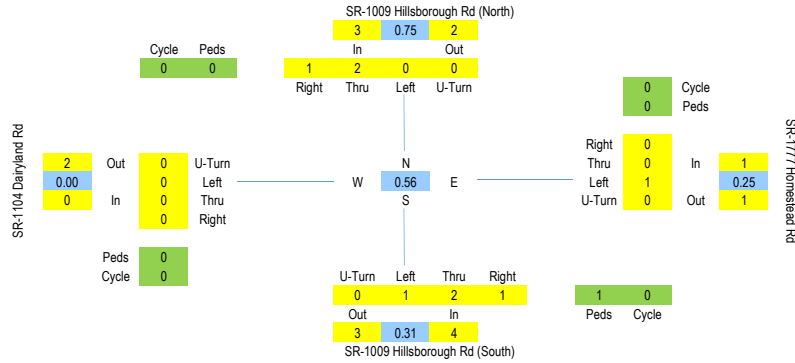 SR-1009 Hillsborough Rd (North)
3 0.75 2
Cycle Peds In Out
0 0 1 2 0 0
Right Thru Left U-Turn
0 Cycle
0 Peds
SR-1104 Dairyland Rd
SR-1777 Homestead Rd
Right 0
2 Out 0 U-Turn N Thru 0 In 1
0.00 0 Left W 0.56 E Left 1 0.25
0 In 0 Thru S U-Turn 0 Out 1
0 Right
Peds 0
Cycle 0
U-Turn Left Thru Right
0 1 2 1 1 0
Out In Peds Cycle
3 0.31 4
SR-1009 Hillsborough Rd (South)